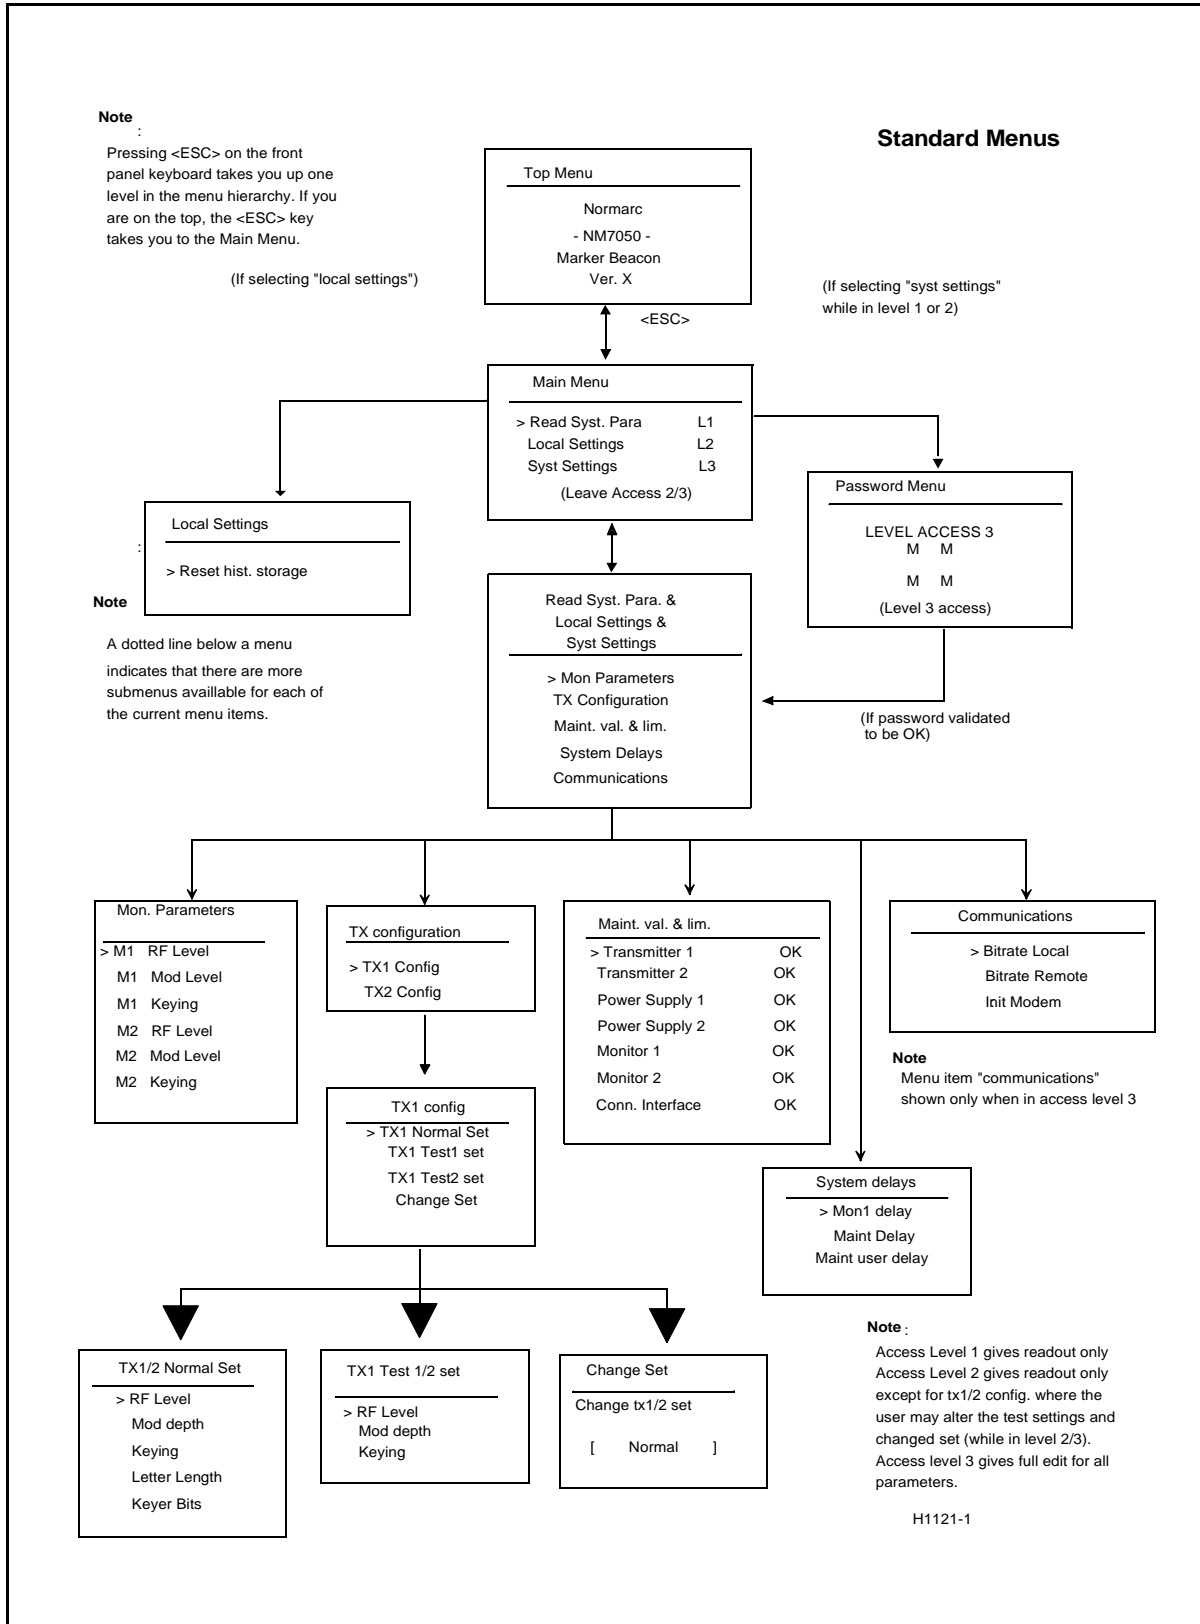 Note
:
Pressing <ESC> on the front
panel keyboard takes you up one
level in the menu hierarchy. If you
are on the top, the <ESC> key
takes you to the Main Menu.
Standard Menus
Top Menu
Normarc
- NM7050 -
Marker Beacon
Ver. X
(If selecting "local settings")
(If selecting "syst settings"
while in level 1 or 2)
<ESC>
Main Menu
> Read Syst. Para L1
Local Settings L2
Syst Settings L3
(Leave Access 2/3)
Local Settings
> Reset hist. storage
Password Menu
LEVEL ACCESS 3
M M
M M
(Level 3 access)
:
Note
A dotted line below a menu
indicates that there are more
submenus availlable for each of
the current menu items.
Read Syst. Para. &
Local Settings &
Syst Settings
> Mon Parameters
TX Configuration
Maint. val. & lim.
System Delays
Communications
(If password validated
to be OK)
Mon. Parameters
> M1 RF Level
M1 Mod Level
M1 Keying
M2 RF Level
M2 Mod Level
M2 Keying
TX configuration
> TX1 Config
TX2 Config
Maint. val. & lim.
> Transmitter 1 OK
Transmitter 2 OK
Power Supply 1 OK
Power Supply 2 OK
Monitor 1 OK
Monitor 2 OK
Conn. Interface OK
Communications
> Bitrate Local
Bitrate Remote
Init Modem
Note
Menu item "communications"
shown only when in access level 3
TX1 config
> TX1 Normal Set
TX1 Test1 set
TX1 Test2 set
Change Set
System delays
> Mon1 delay
Maint Delay
Maint user delay
TX1/2 Normal Set
> RF Level
Mod depth
Keying
Letter Length
Keyer Bits
TX1 Test 1/2 set
> RF Level
Mod depth
Keying
Change Set
Change tx1/2 set
[ Normal ]
Note :
Access Level 1 gives readout only
Access Level 2 gives readout only
except for tx1/2 config. where the
user may alter the test settings and
changed set (while in level 2/3).
Access level 3 gives full edit for all
parameters.
H1121-1